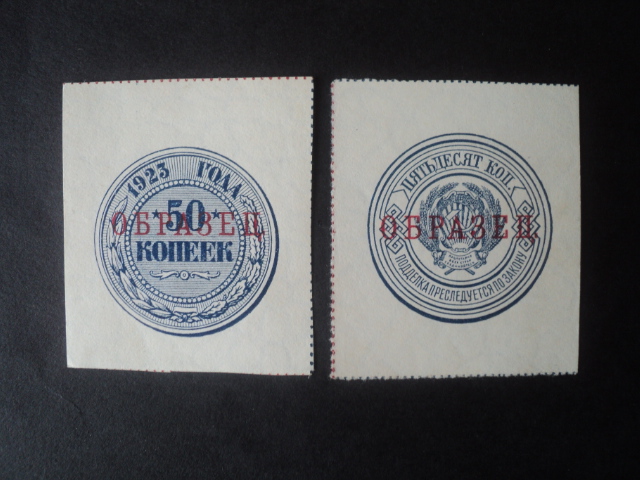 1923 ГОДА
50
ОБРАЗЕЦ
КОПЕЕК
ПЯТЬДЕСЯТ КОП.
ОБРАЗЕЦ
ПОДДЕЛКА ПРЕСЛЕДУЕТСЯ ПО ЗАКОНУ